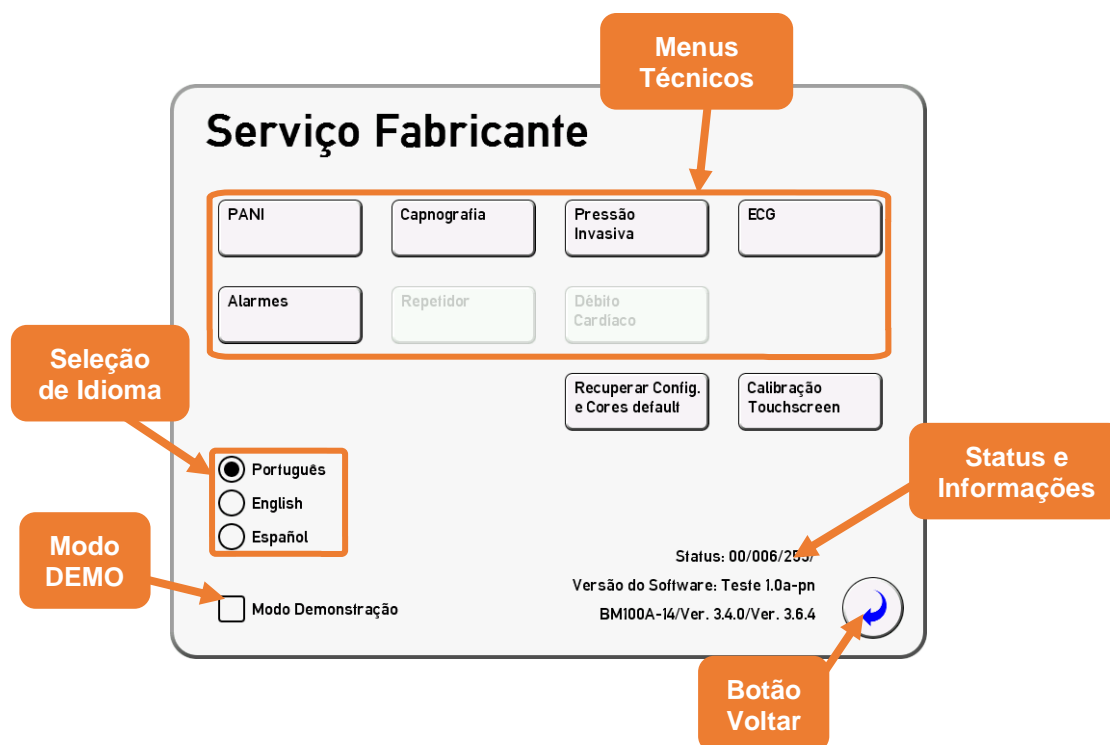 Menus
Técnicos
Serviço Fabricante
PANI
Capnografia
Pressão
Invasiva
ECG
Alarmes
Repetidor
Débito
Cardíaco
Seleção
de Idioma
Recuperar Config.
e Cores default
Calibração
Touchscreen
Português
English
Español
Status e
Informações
Modo
DEMO
Modo Demonstração
Status: 00/006/255/
Versão do Software: Teste 1.0a-pn
BM100A-14/Ver. 3.4.0/Ver. 3.6.4
Botão
Voltar